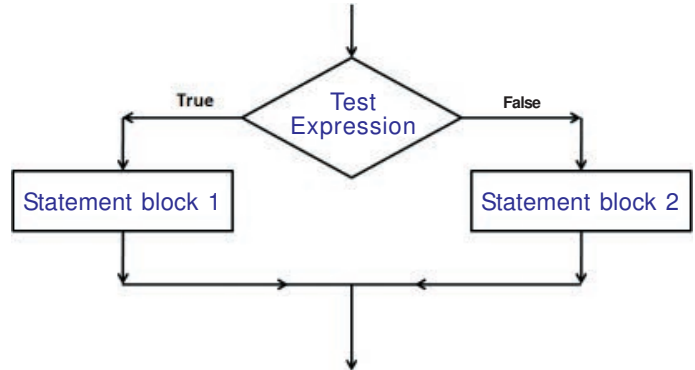 True
Test
Expression
False
Statement block 1
Statement block 2